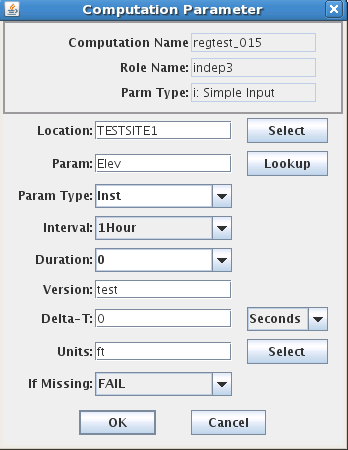 Computation Parameter
Computation Name regtest_015
Role Name: indep3
Parm Type: i: Simple Input
Location: TESTSITE1 Select
Param: Elev Lookup
Param Type: Inst
Interval: 1Hour
Duration: 0
Version: test
Delta-T: 0 Seconds
Units: ft Select
If Missing: FAIL
OK Cancel